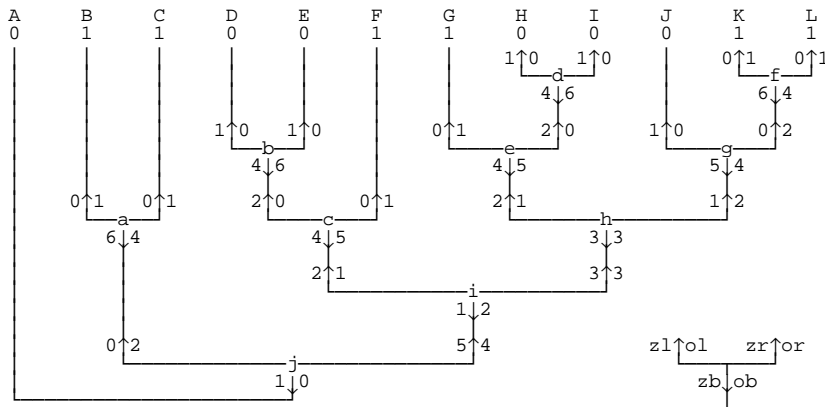 A B C D E F G H I J K L
0 1 1 0 0 1 1 0 0 0 1 1
1↑0 1↑0 0↑1 0↑1
d f
4↓6 6↓4
1↑0 1↑0 0↑1 2↑0 1↑0 0↑2
b e g
4↓6 4↓5 5↓4
0↑1 0↑1 2↑0 0↑1 2↑1 1↑2
a c h
6↓4 4↓5 3↓3
2↑1 3↑3
i
1↓2
0↑2 5↑4 zl↑ol zr↑or
j
1↓0 zb↓ob